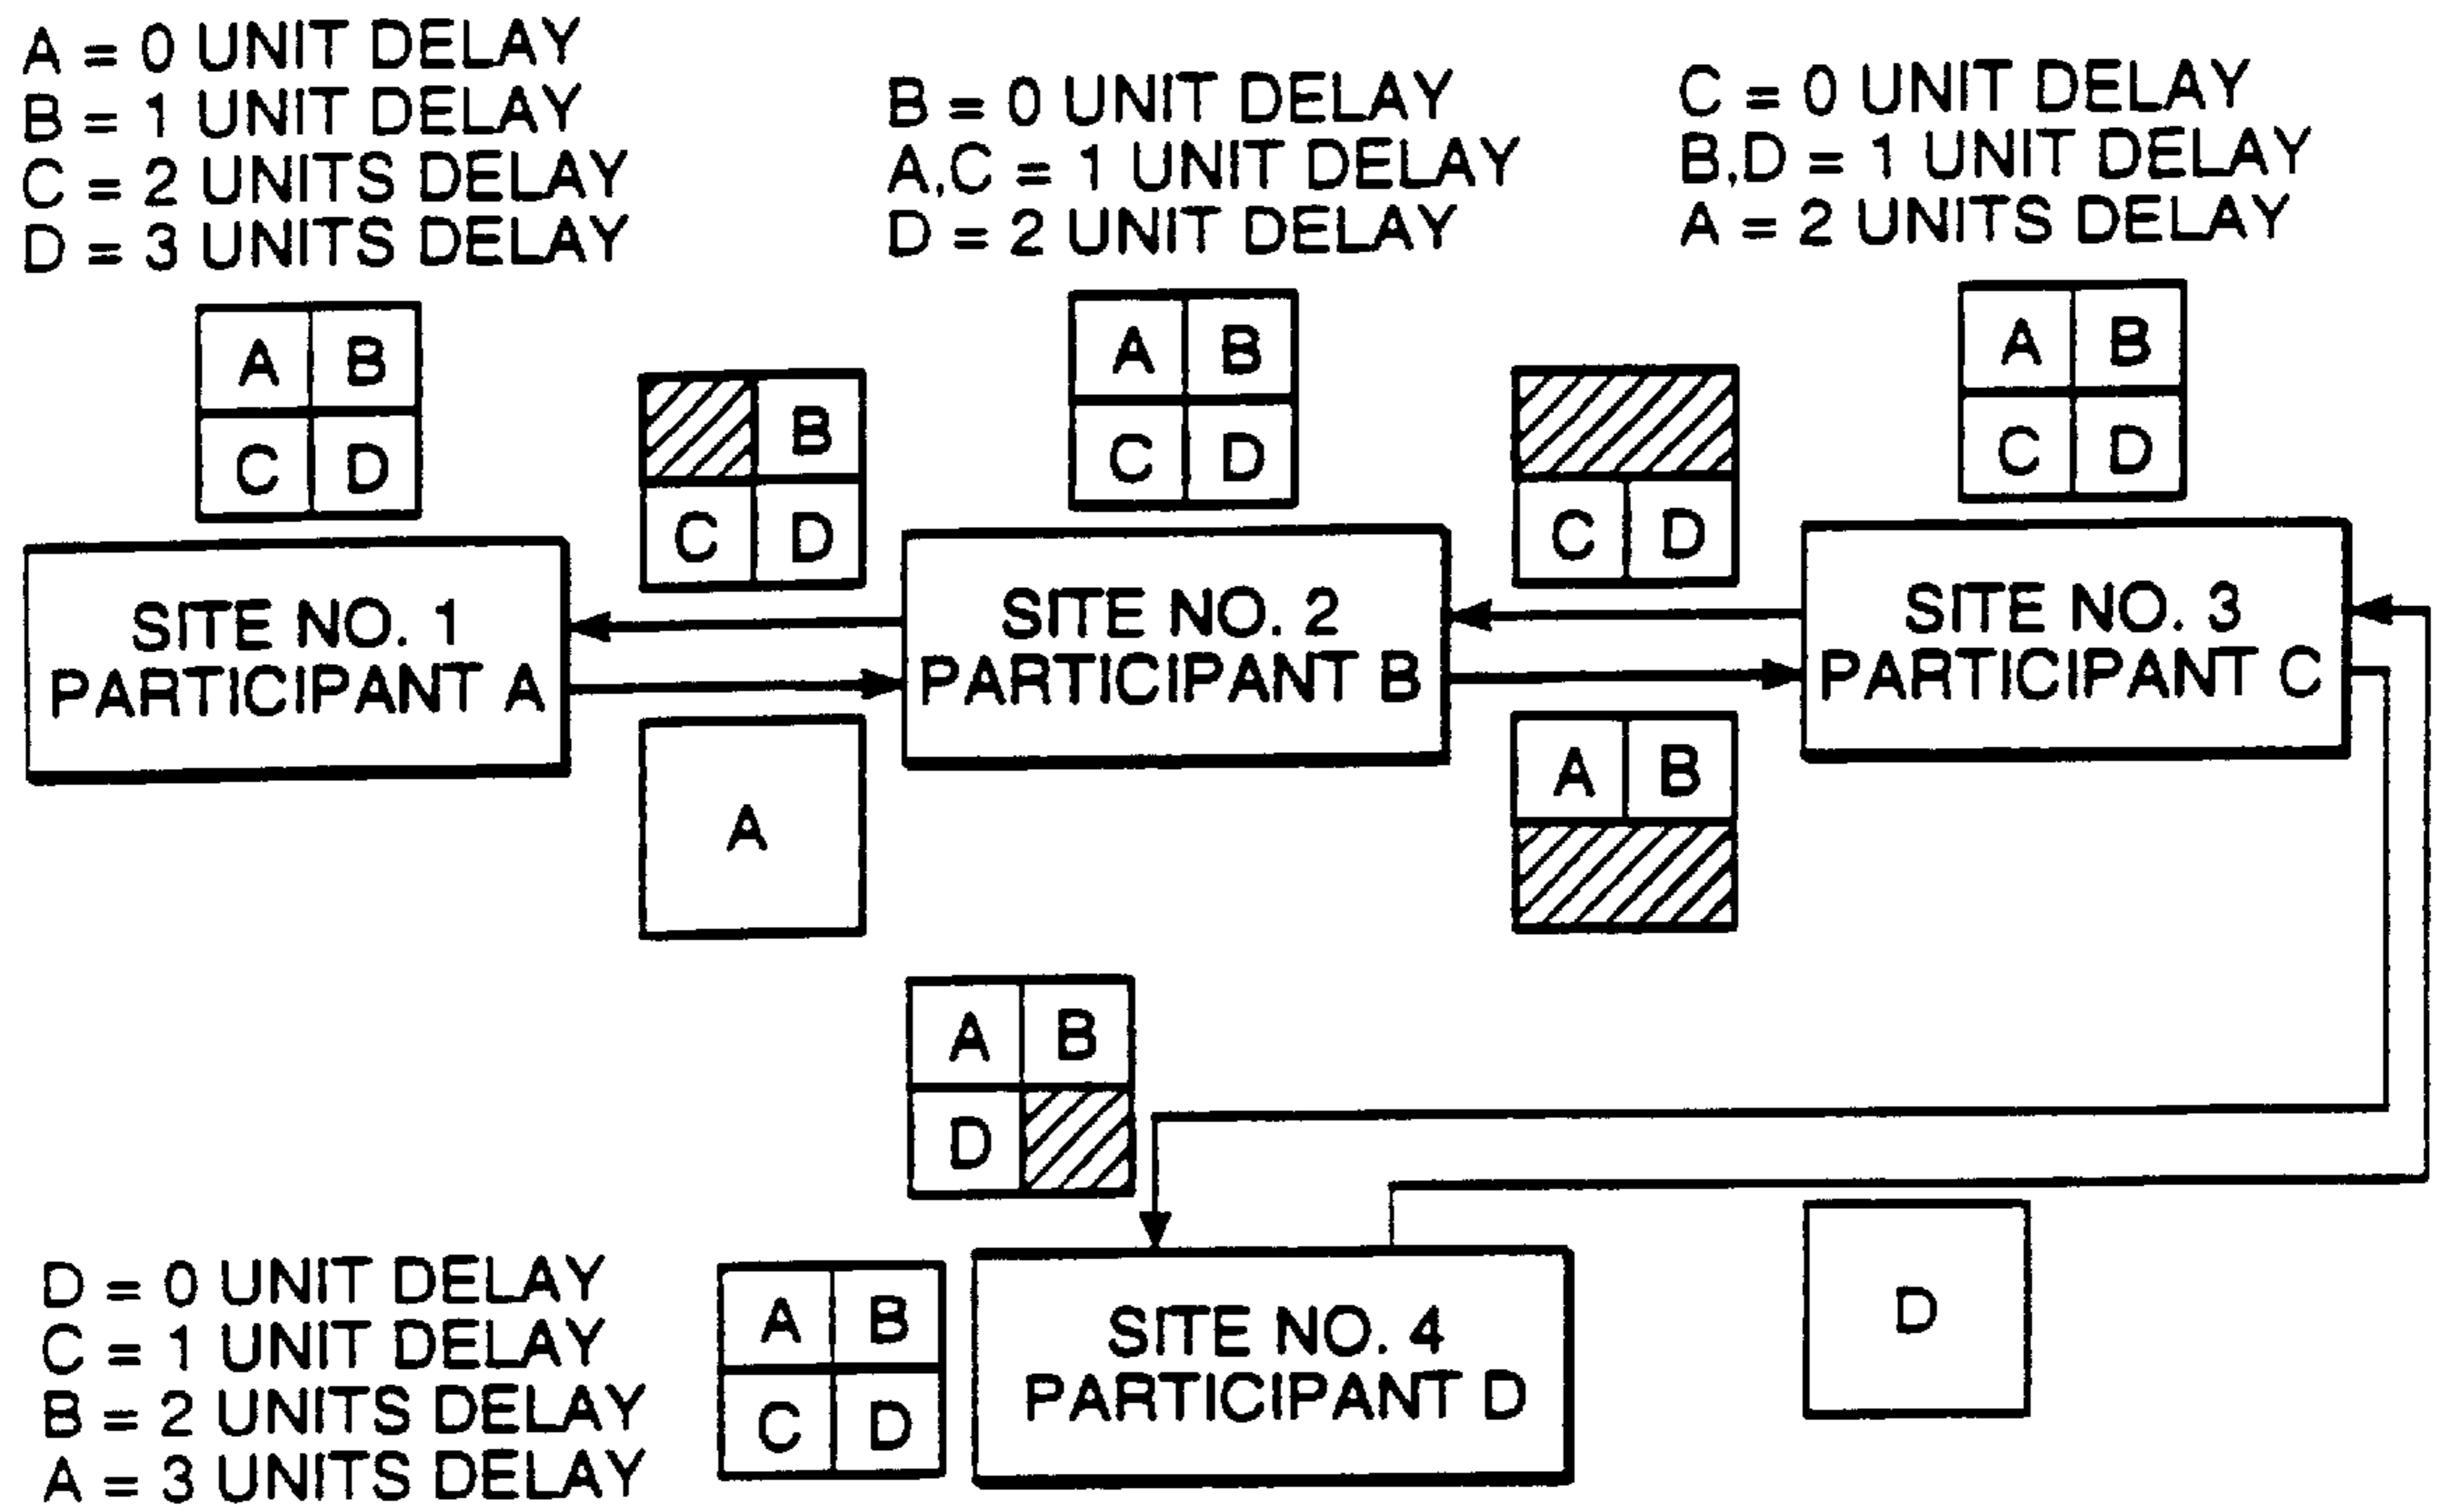 A = 0 UNIT DELAY
B = 1 UNIT DELAY
C = 2 UNITS DELAY
D = 3 UNITS DELAY
B = 0 UNIT DELAY
A,C = 1 UNIT DELAY
D = 2 UNIT DELAY
C = 0 UNIT DELAY
B,D = 1 UNIT DELAY
A = 2 UNITS DELAY
A B
C D
B
C D
A B
C D
C D
A B
C D
SITE NO. 1
PARTICIPANT A
SITE NO. 2
PARTICIPANT B
SITE NO. 3
PARTICIPANT C
A
A B
A B
D
D = 0 UNIT DELAY
C = 1 UNIT DELAY
B = 2 UNITS DELAY
A = 3 UNITS DELAY
A B
C D
SITE NO. 4
PARTICIPANT D
D